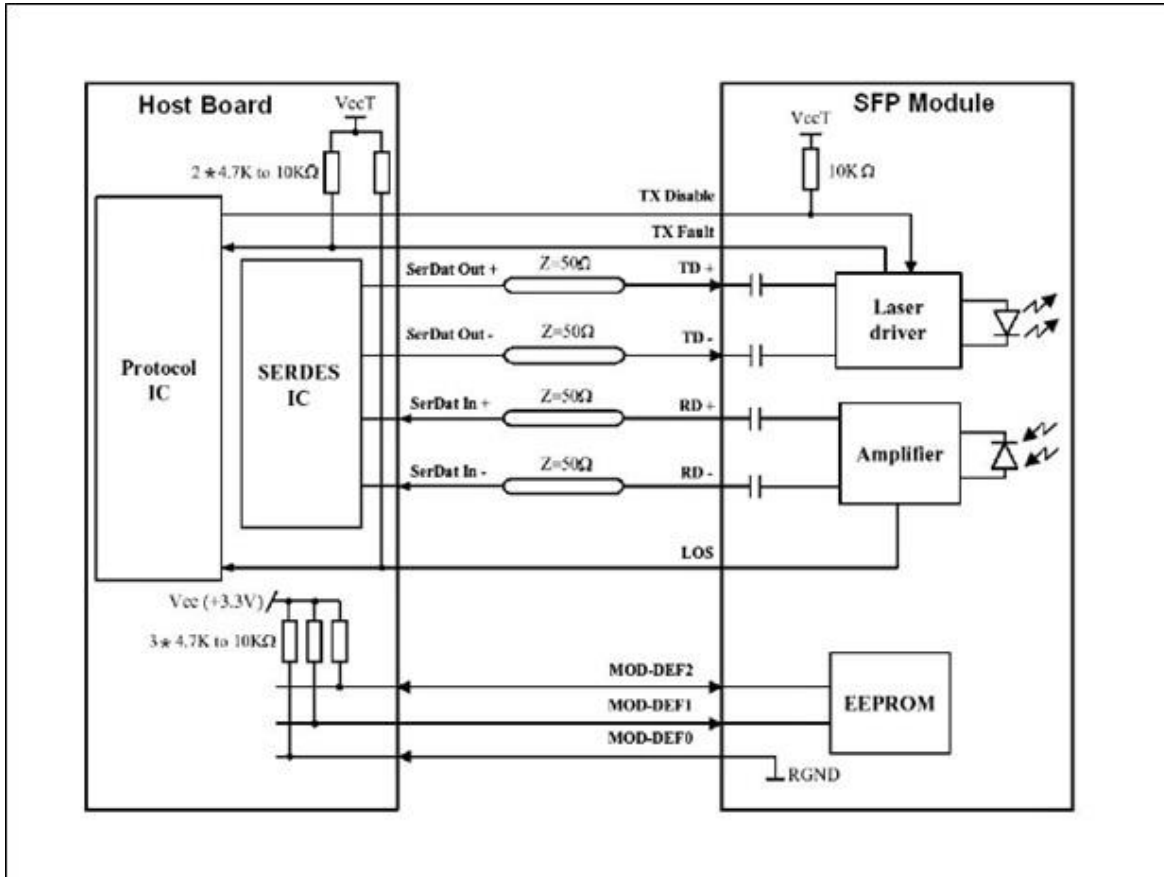 Host Board
SFP Module
VccT
VccT
2*4.7K to 10KΩ
10KΩ
TX Disable
TX Fault
SerDat Out +
Z=50Ω
TD +
SerDat Out -
Z=50Ω
TD -
Laser
driver
Protocol
IC
SERDES
IC
SerDat In +
Z=50Ω
RD +
SerDat In -
Z=50Ω
RD -
Amplifier
LOS
Vcc (+3.3V)
3*4.7K to 10KΩ
MOD-DEF2
MOD-DEF1
MOD-DEF0
EEPROM
RGND